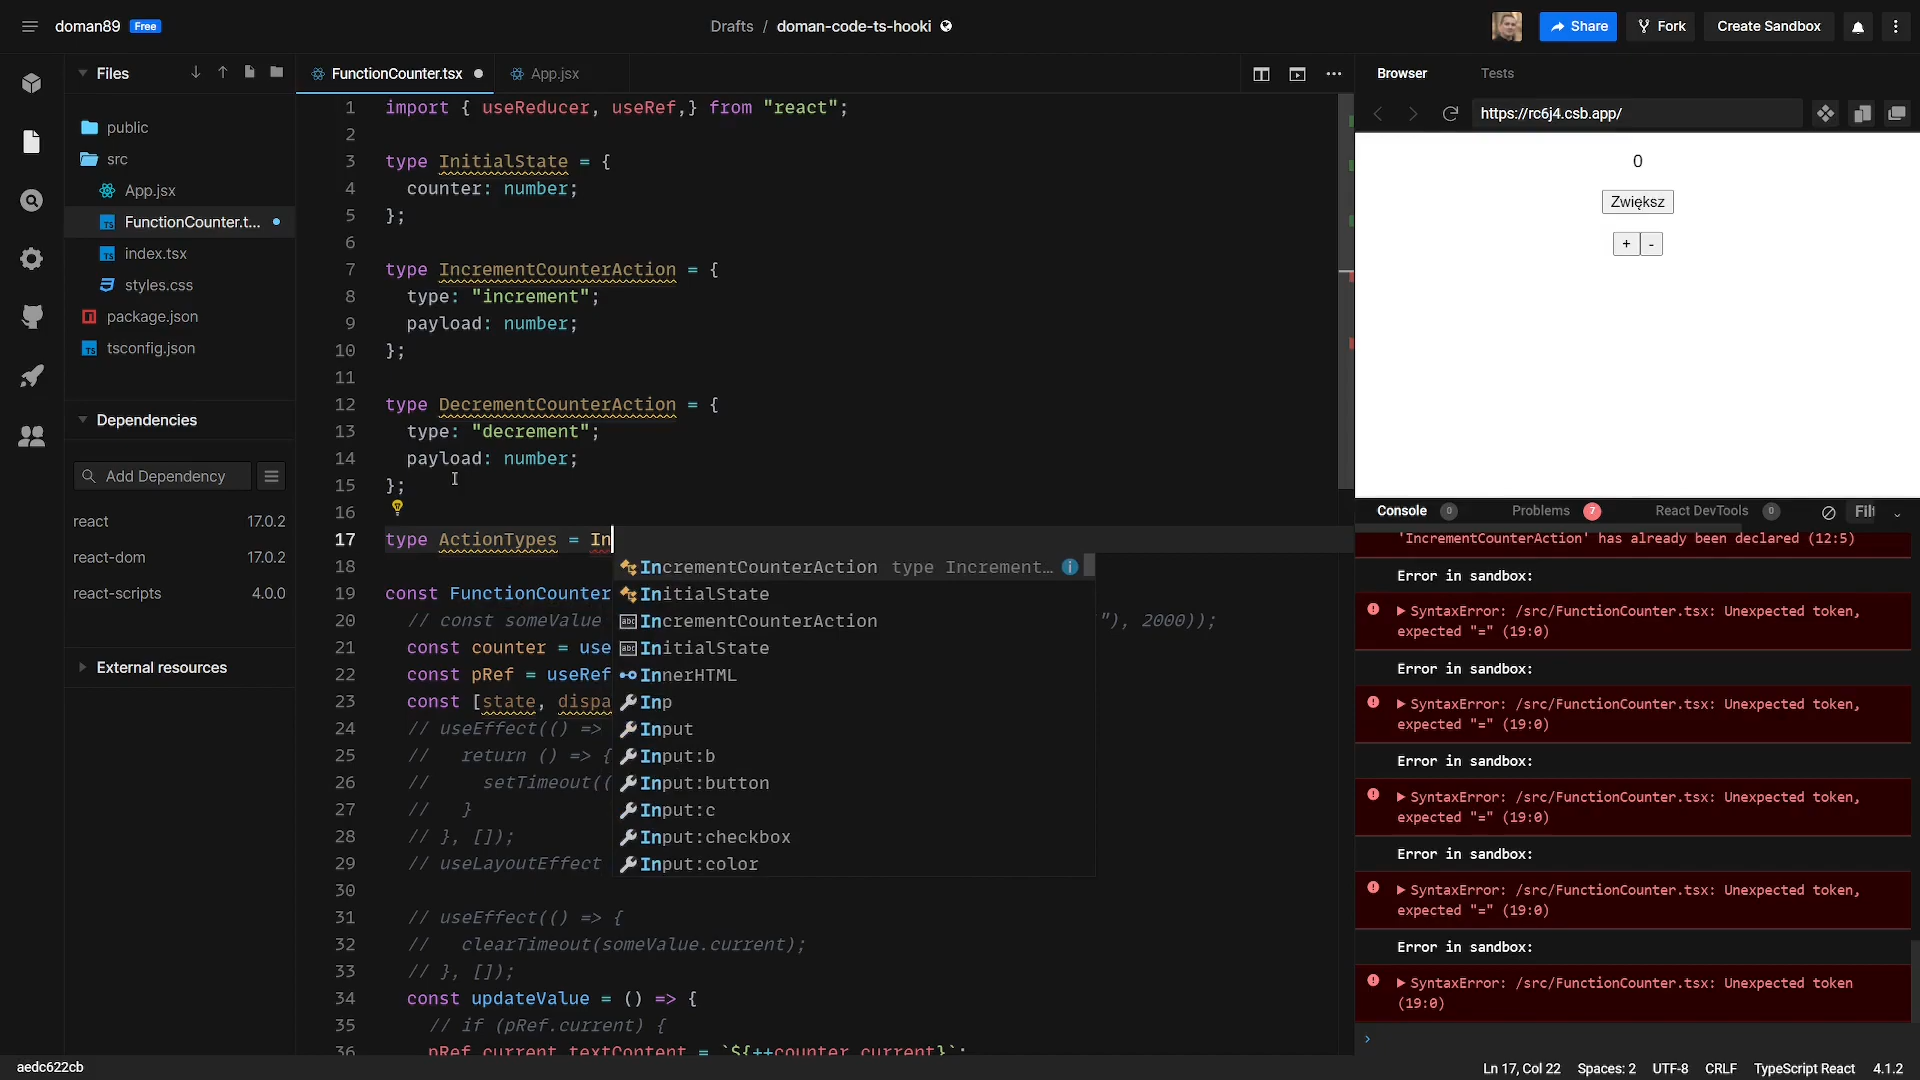 doman89 Free
Drafts / doman-code-ts-hooki
Share
Fork
Create Sandbox
Files
public
src
App.jsx
FunctionCounter.t...
index.tsx
styles.css
package.json
tsconfig.json
Dependencies
Add Dependency
react 17.0.2
react-dom 17.0.2
react-scripts 4.0.0
External resources
aedc622cb
FunctionCounter.tsx
App.jsx
1 import { useReducer, useRef,} from "react";
2
3 type InitialState = {
4 counter: number;
5 };
6
7 type IncrementCounterAction = {
8 type: "increment";
9 payload: number;
10 };
11
12 type DecrementCounterAction = {
13 type: "decrement";
14 payload: number;
15 };
16
17 type ActionTypes = In
18
19 const FunctionCounter
20 // const someValue "), 2000));
21 const counter = use
22 const pRef = useRef
23 const [state, dispa
24 // useEffect(() =>
25 // return () => {
26 // setTimeout((
27 // }
28 // }, []);
29 // useLayoutEffect
30
31 // useEffect(() => {
32 // clearTimeout(someValue.current);
33 // }, []);
34 const updateValue = () => {
35 // if (pRef.current) {
36 pRef.current.textContent = `${++counter.current}`;
IncrementCounterAction type Increment...
InitialState
IncrementCounterAction
InitialState
InnerHTML
Inp
Input
Input:b
Input:button
Input:c
Input:checkbox
Input:color
Browser
Tests
https://rc6j4.csb.app/
0
Zwiększ
+ -
Console 0
Problems 7
React DevTools 0
Filt
'IncrementCounterAction' has already been declared (12:5)
Error in sandbox:
SyntaxError: /src/FunctionCounter.tsx: Unexpected token,
expected "=" (19:0)
Error in sandbox:
SyntaxError: /src/FunctionCounter.tsx: Unexpected token,
expected "=" (19:0)
Error in sandbox:
SyntaxError: /src/FunctionCounter.tsx: Unexpected token,
expected "=" (19:0)
Error in sandbox:
SyntaxError: /src/FunctionCounter.tsx: Unexpected token,
expected "=" (19:0)
Error in sandbox:
SyntaxError: /src/FunctionCounter.tsx: Unexpected token
(19:0)
Ln 17, Col 22 Spaces: 2 UTF-8 CRLF TypeScript React 4.1.2